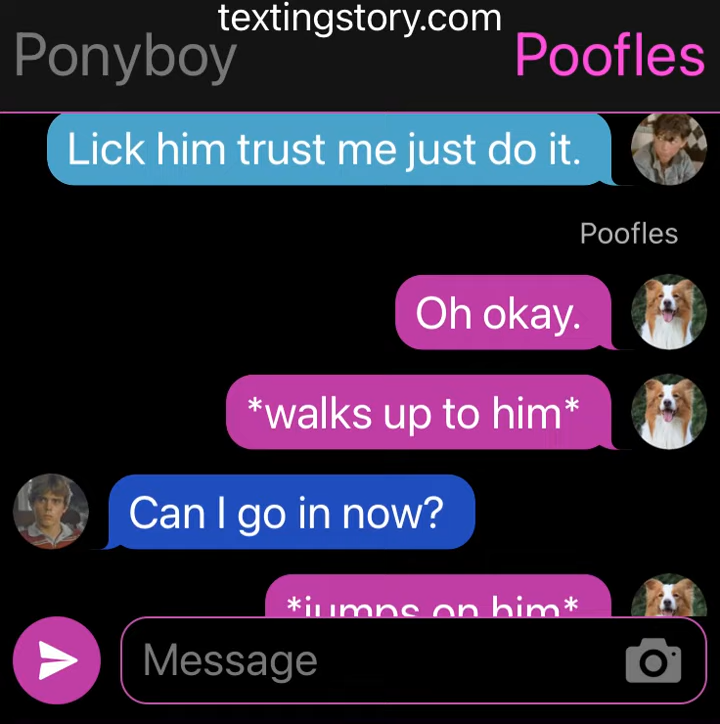 textingstory.com
Ponyboy
Poofles
Lick him trust me just do it.
Poofles
Oh okay.
*walks up to him*
Can I go in now?
*jumps on him*
Message